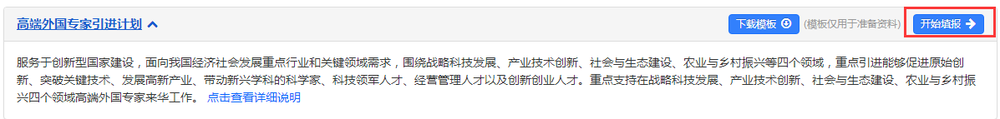 高端外国专家引进计划 下载模板 (模板仅用于准备资料) 开始填报
服务于创新型国家建设，面向我国经济社会发展重点行业和关键领域需求，围绕战略科技发展、产业技术创新、社会与生态建设、农业与乡村振兴等四个领域，重点引进能够促进原始创
新、突破关键技术、发展高新产业、带动新兴学科的科学家、科技领军人才、经营管理人才以及创新创业人才。重点支持在战略科技发展、产业技术创新、社会与生态建设、农业与乡村振
兴四个领域高端外国专家来华工作。 点击查看详细说明